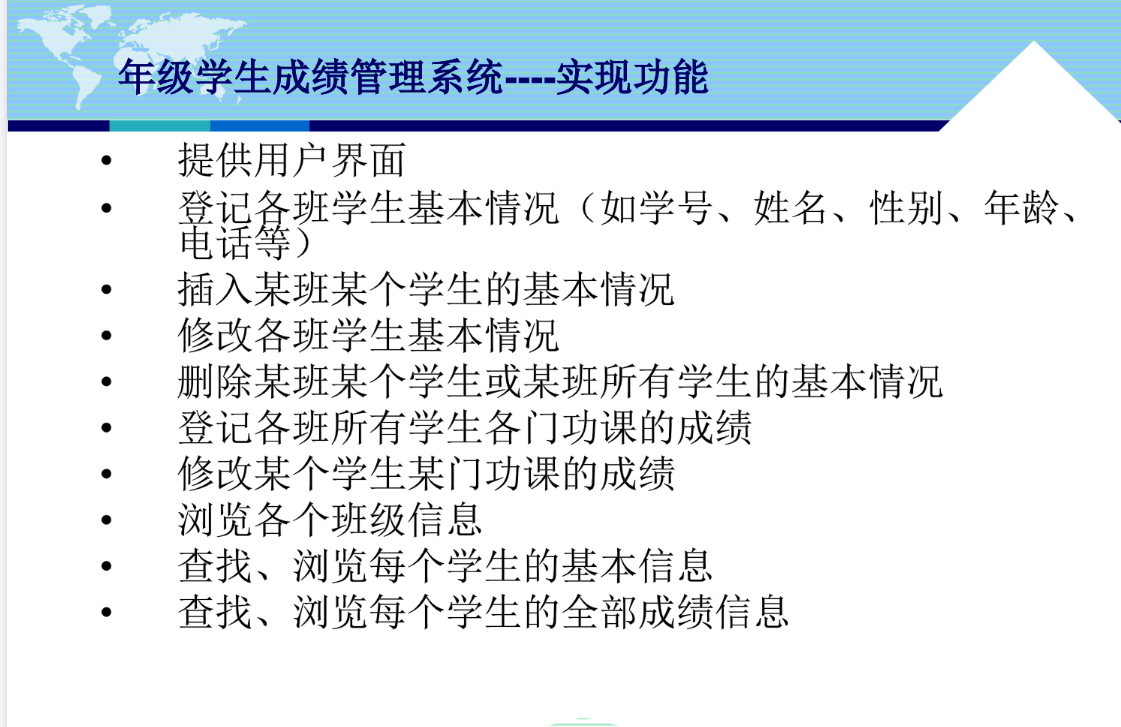 年级学生成绩管理系统----实现功能
• 提供用户界面
• 登记各班学生基本情况（如学号、姓名、性别、年龄、
电话等）
• 插入某班某个学生的基本情况
• 修改各班学生基本情况
• 删除某班某个学生或某班所有学生的基本情况
• 登记各班所有学生各门功课的成绩
• 修改某个学生某门功课的成绩
• 浏览各个班级信息
• 查找、浏览每个学生的基本信息
• 查找、浏览每个学生的全部成绩信息